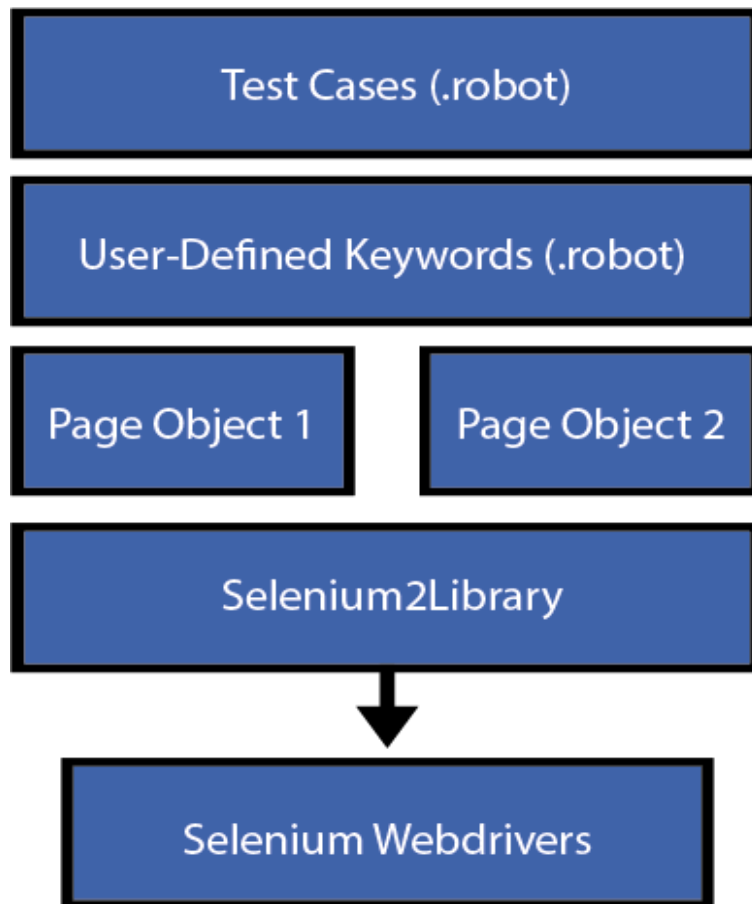 Test Cases (.robot)
User-Defined Keywords (.robot)
Page Object 1
Page Object 2
Selenium2Library
Selenium Webdrivers